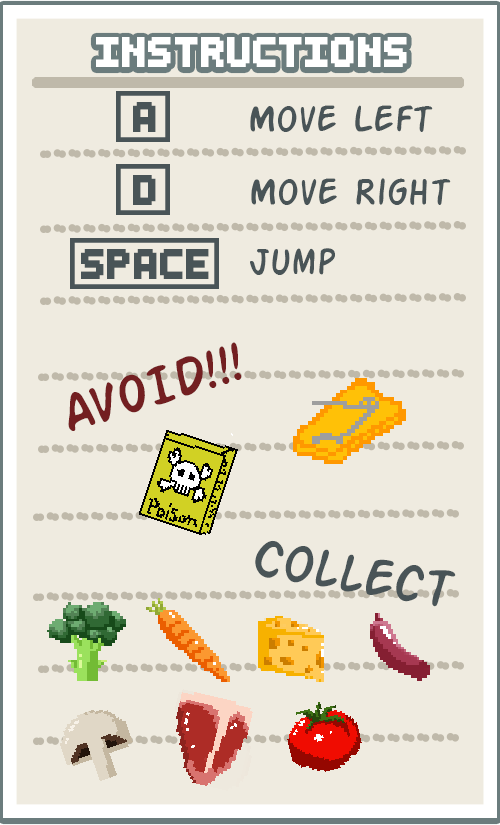 INSTRUCTIONS
A MOVE LEFT
D MOVE RIGHT
SPACE JUMP
AVOID!!!
Poison
COLLECT